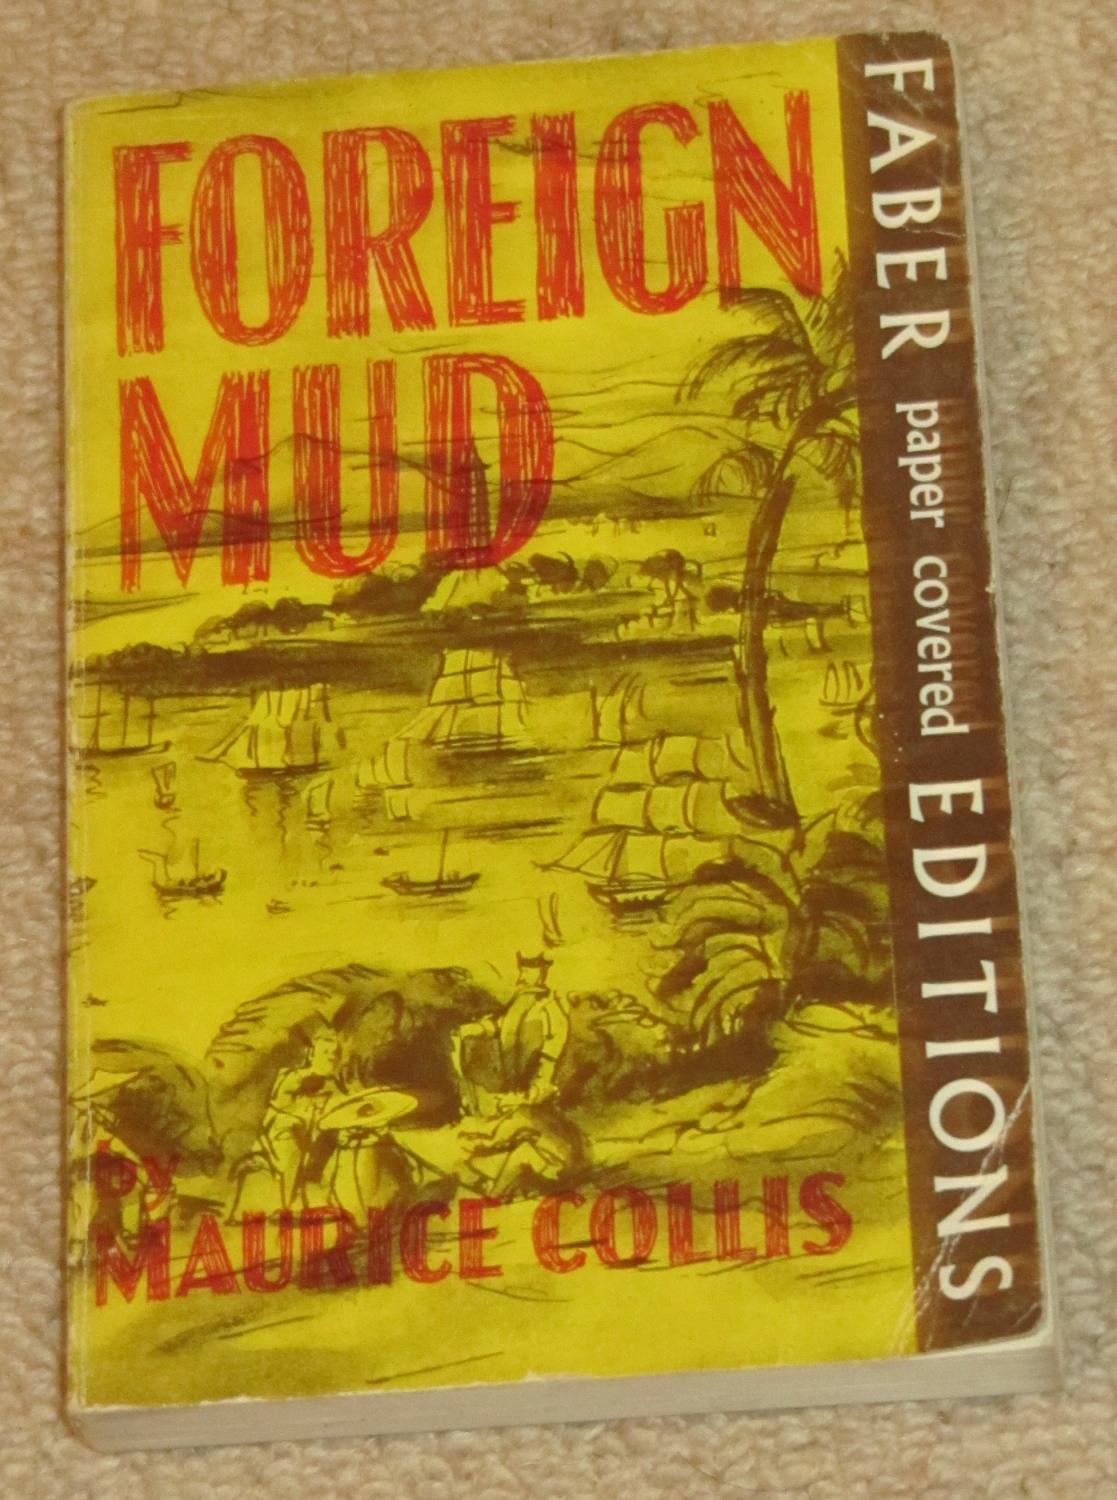 FOREIGN
MUD
by
MAURICE COLLIS
FABER paper covered EDITIONS